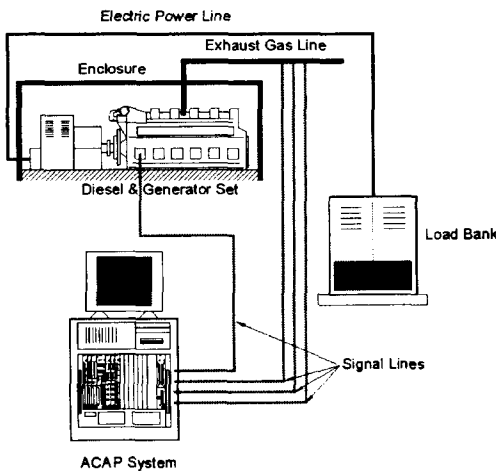 Electric Power Line
Exhaust Gas Line
Enclosure
Diesel & Generator Set
Load Bank
Signal Lines
ACAP System